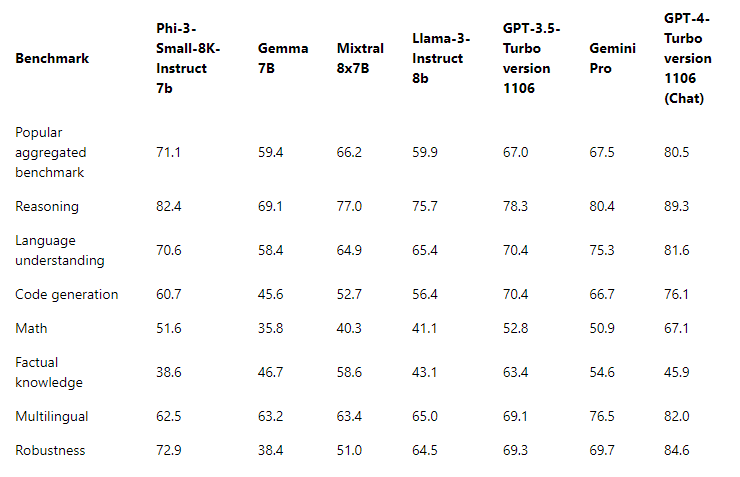 Benchmark Phi-3-Small-8K-Instruct 7b Gemma 7B Mixtral 8x7B Llama-3-Instruct 8b GPT-3.5-Turbo version 1106 Gemini Pro GPT-4-Turbo version 1106 (Chat)
Popular aggregated benchmark 71.1 59.4 66.2 59.9 67.0 67.5 80.5
Reasoning 82.4 69.1 77.0 75.7 78.3 80.4 89.3
Language understanding 70.6 58.4 64.9 65.4 70.4 75.3 81.6
Code generation 60.7 45.6 52.7 56.4 70.4 66.7 76.1
Math 51.6 35.8 40.3 41.1 52.8 50.9 67.1
Factual knowledge 38.6 46.7 58.6 43.1 63.4 54.6 45.9
Multilingual 62.5 63.2 63.4 65.0 69.1 76.5 82.0
Robustness 72.9 38.4 51.0 64.5 69.3 69.7 84.6